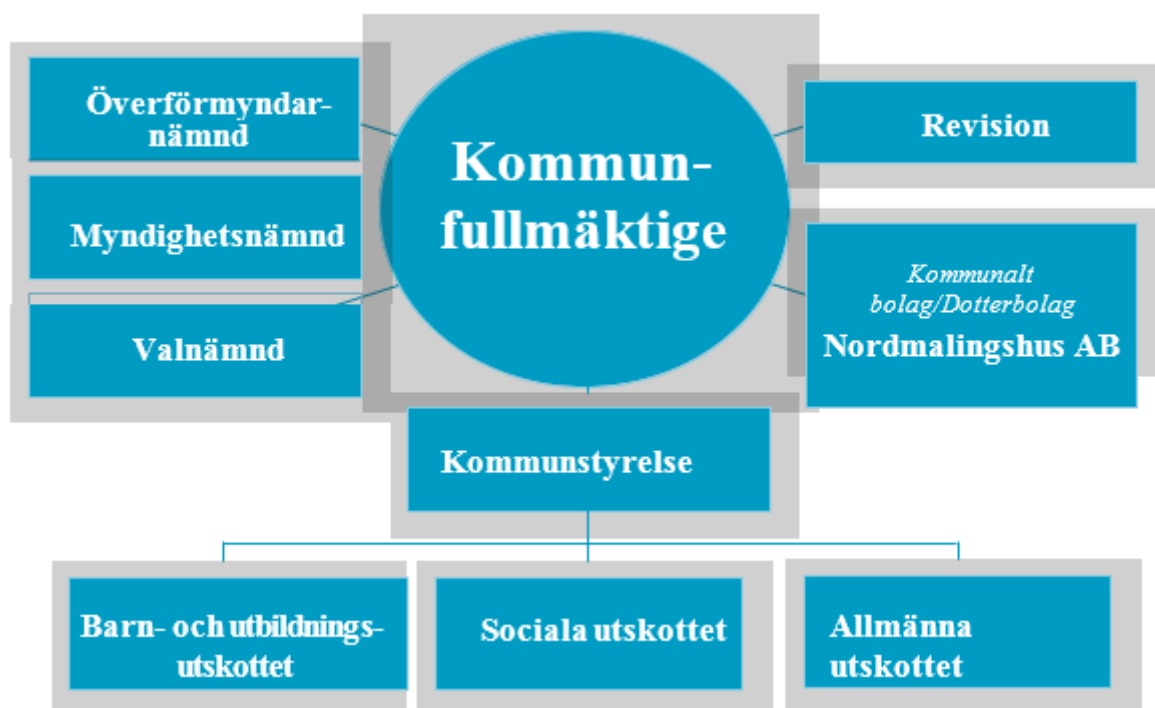 Överförmyndar-
nämnd
Myndighetsnämnd
Valnämnd
Kommun-
fullmäktige
Revision
Kommunalt
bolag/Dotterbolag
Nordmalingshus AB
Kommunstyrelse
Barn- och utbildnings-
utskottet
Sociala utskottet
Allmänna
utskottet